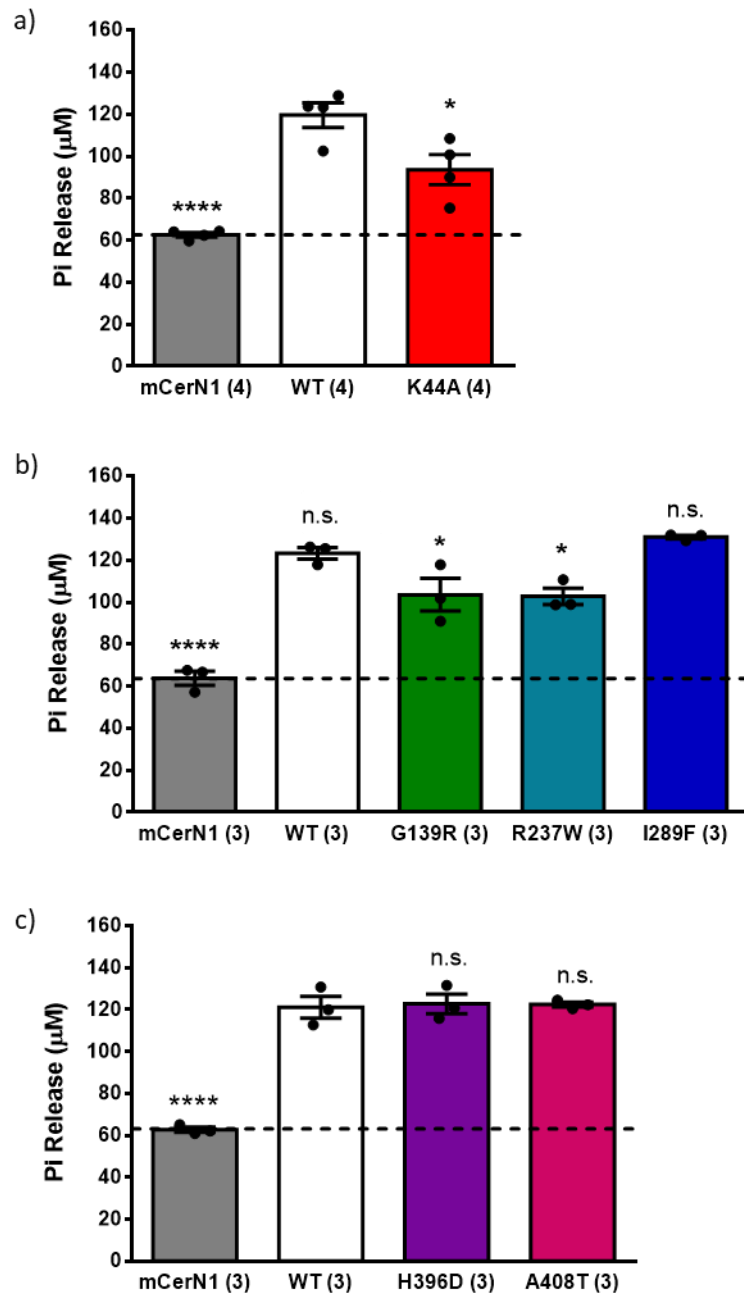 a)
Pi Release (μM)
160
140
120
100
80
60
40
20
0
****
*
mCerN1 (4) WT (4) K44A (4)
b)
Pi Release (μM)
160
140
120
100
80
60
40
20
0
****
n.s.
*
*
n.s.
mCerN1 (3) WT (3) G139R (3) R237W (3) I289F (3)
c)
Pi Release (μM)
160
140
120
100
80
60
40
20
0
****
n.s.
n.s.
mCerN1 (3) WT (3) H396D (3) A408T (3)